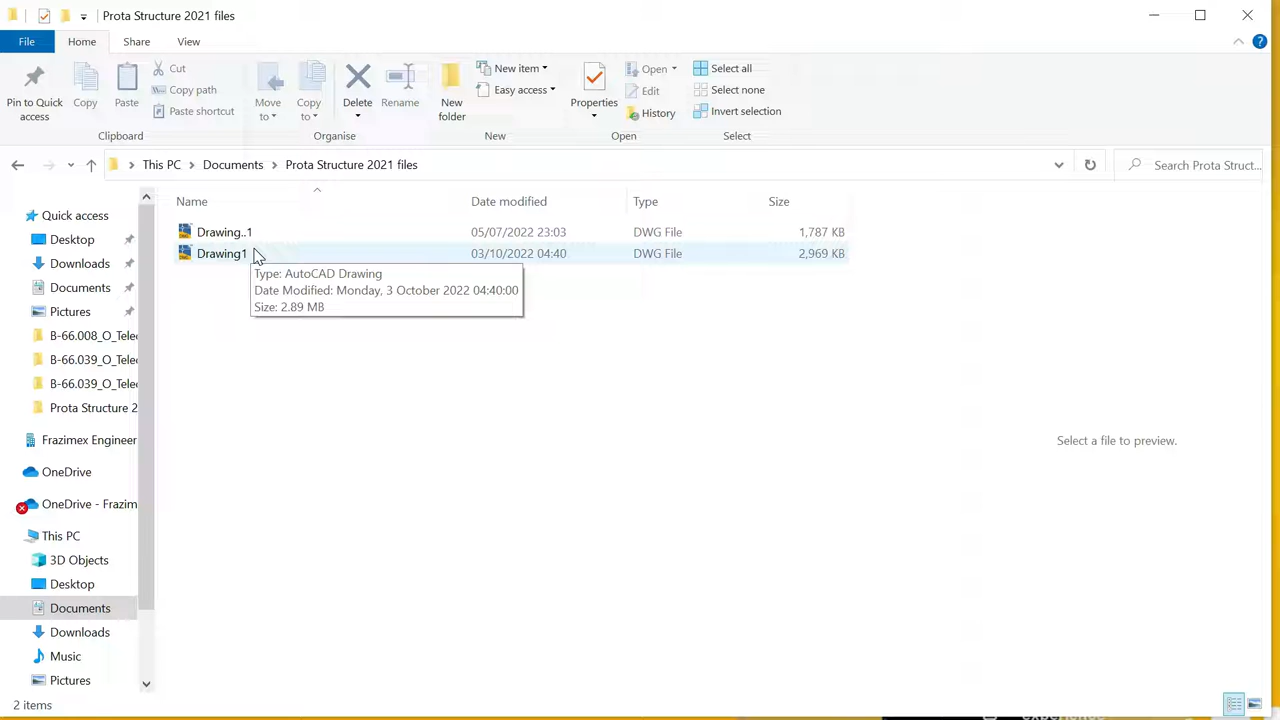 Prota Structure 2021 files
File Home Share View
Pin to Quick access
Copy
Paste
Cut
Copy path
Paste shortcut
Clipboard
Move to
Copy to
Delete
Rename
Organise
New folder
New item
Easy access
New
Properties
Open
Edit
History
Open
Select all
Select none
Invert selection
Select
This PC > Documents > Prota Structure 2021 files
Search Prota Struct...
Name Date modified Type Size
Drawing..1 05/07/2022 23:03 DWG File 1,787 KB
Drawing1 03/10/2022 04:40 DWG File 2,969 KB
Type: AutoCAD Drawing
Date Modified: Monday, 3 October 2022 04:40:00
Size: 2.89 MB
Quick access
Desktop
Downloads
Documents
Pictures
B-66.008_O_Tele
B-66.039_O_Tele
B-66.039_O_Tele
Prota Structure 2
Frazimex Engineer
OneDrive
OneDrive - Frazim
This PC
3D Objects
Desktop
Documents
Downloads
Music
Pictures
Select a file to preview.
2 items
experience